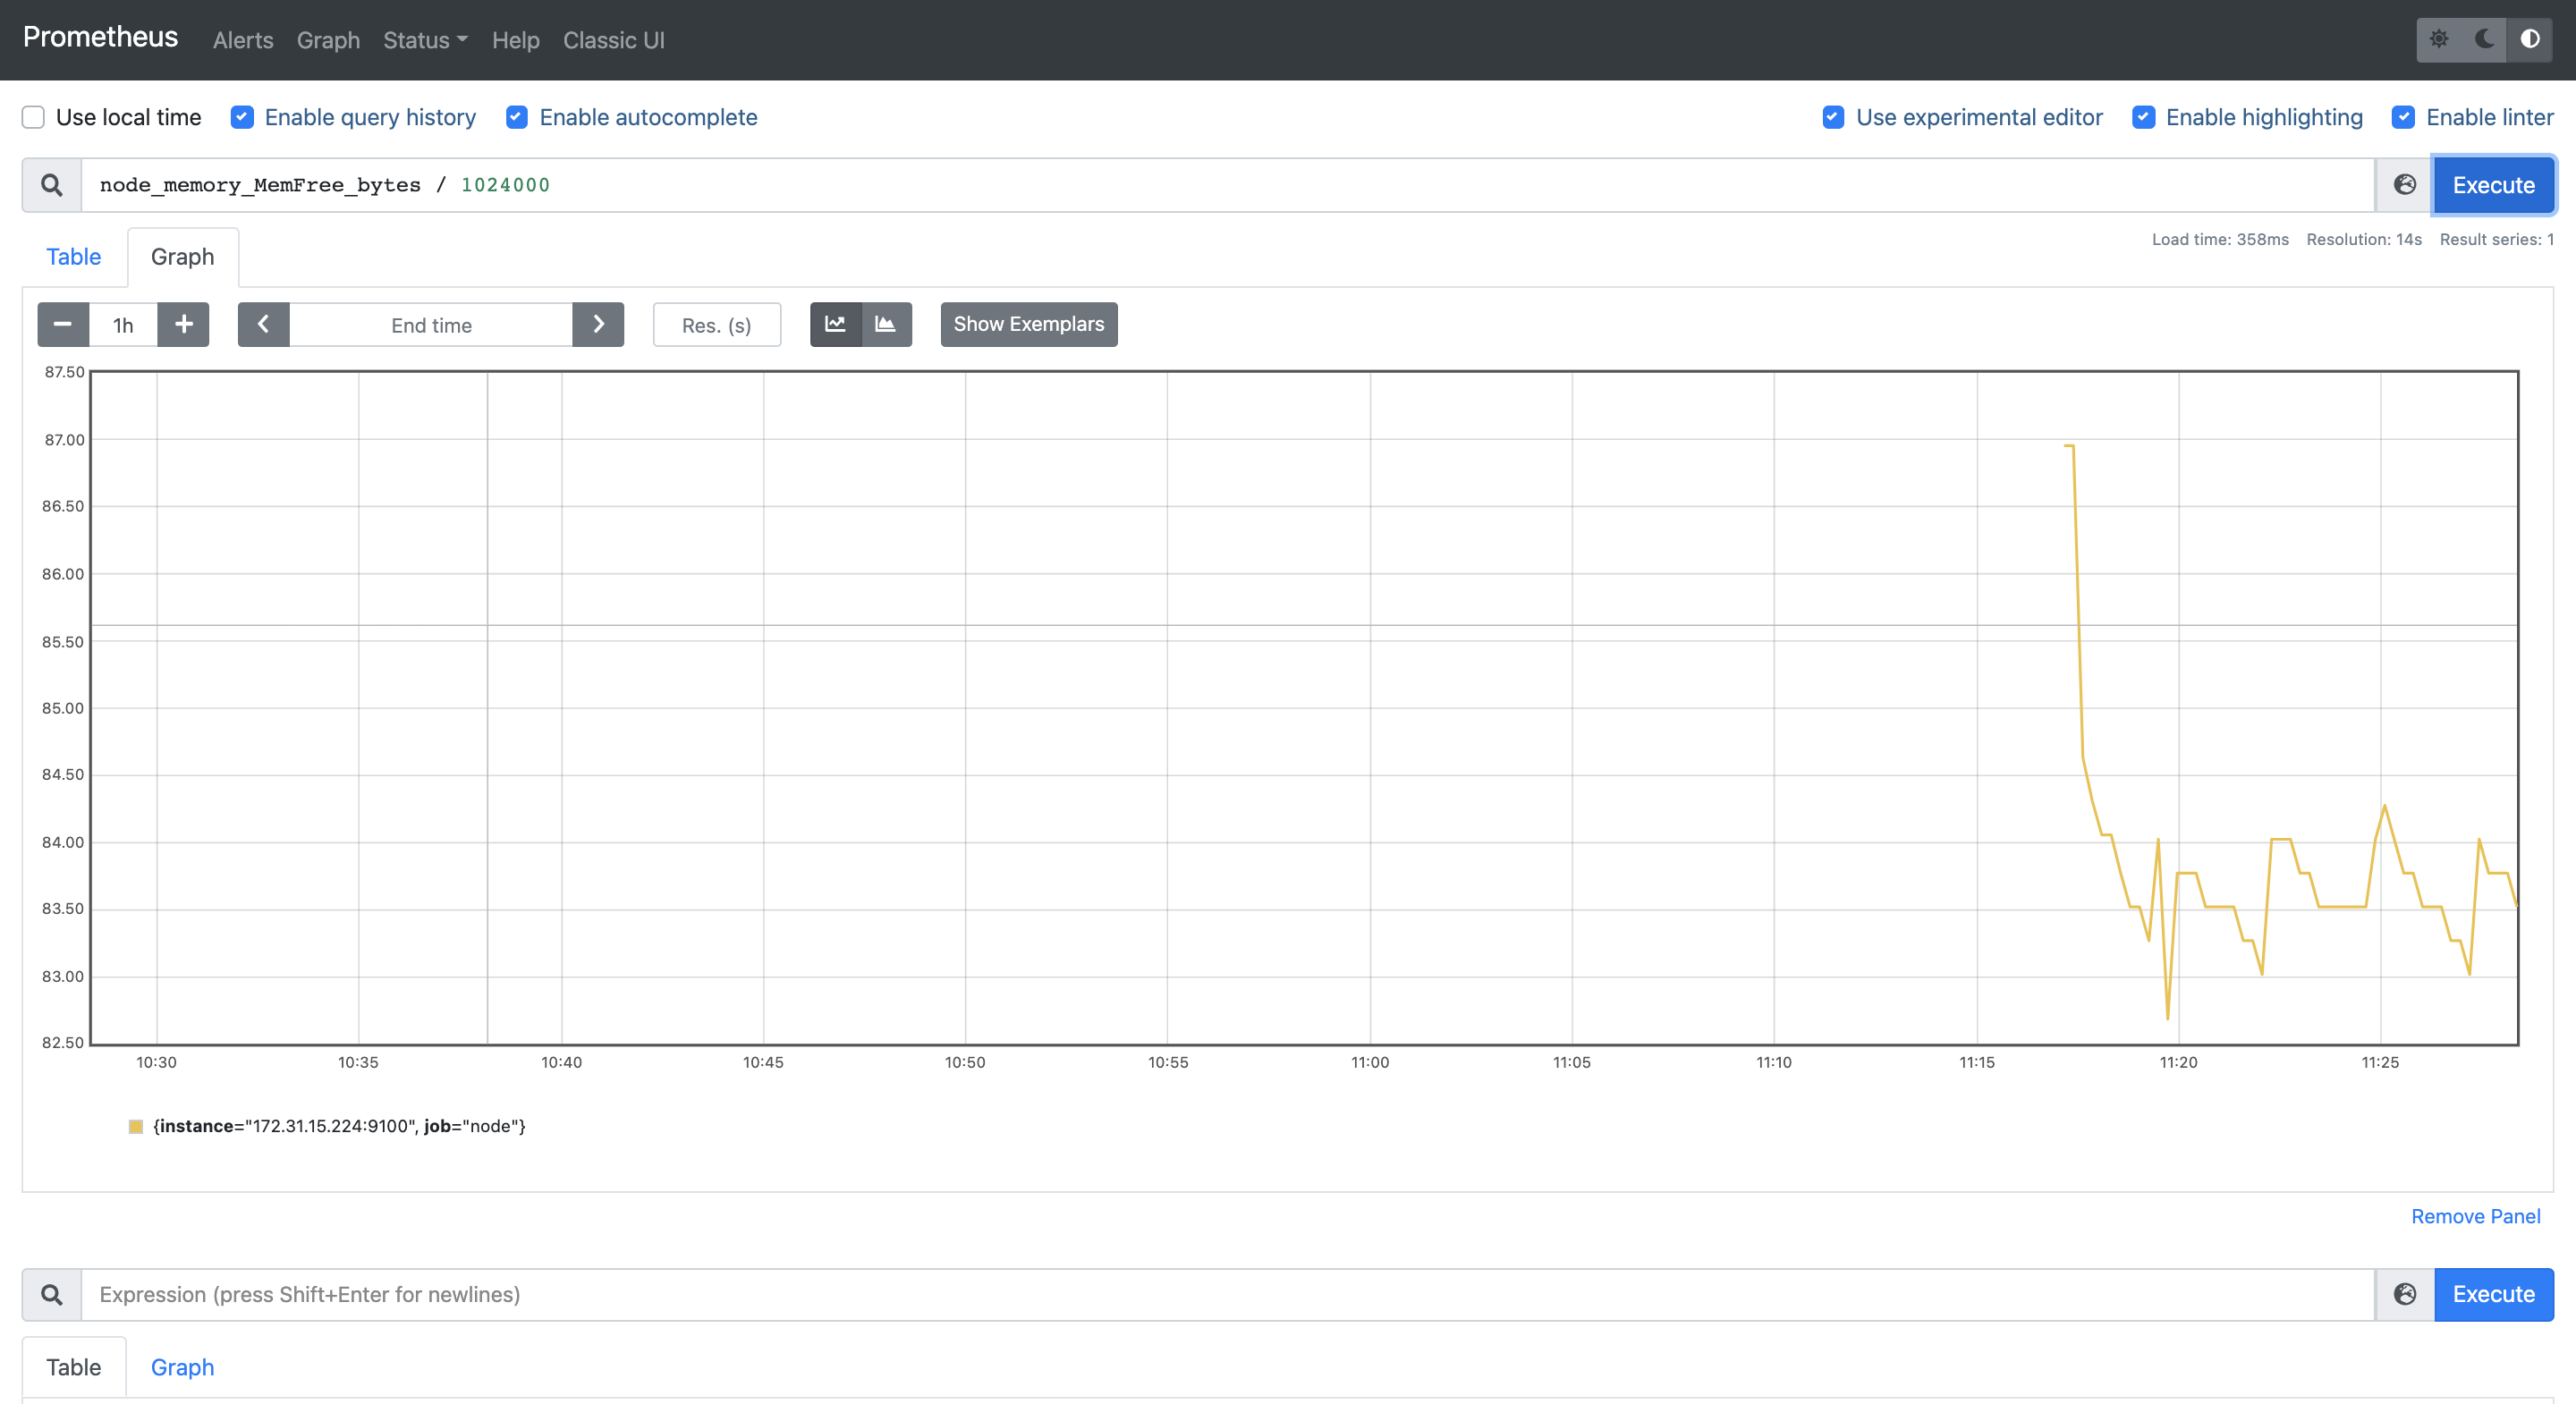 Prometheus Alerts Graph Status Help Classic UI
Use local time Enable query history Enable autocomplete Use experimental editor Enable highlighting Enable linter
node_memory_MemFree_bytes / 1024000 Execute
Table Graph Load time: 358ms Resolution: 14s Result series: 1
1h End time Res. (s) Show Exemplars
87.50
87.00
86.50
86.00
85.50
85.00
84.50
84.00
83.50
83.00
82.50
10:30 10:35 10:40 10:45 10:50 10:55 11:00 11:05 11:10 11:15 11:20 11:25
{instance="172.31.15.224:9100", job="node"}
Remove Panel
Expression (press Shift+Enter for newlines) Execute
Table Graph